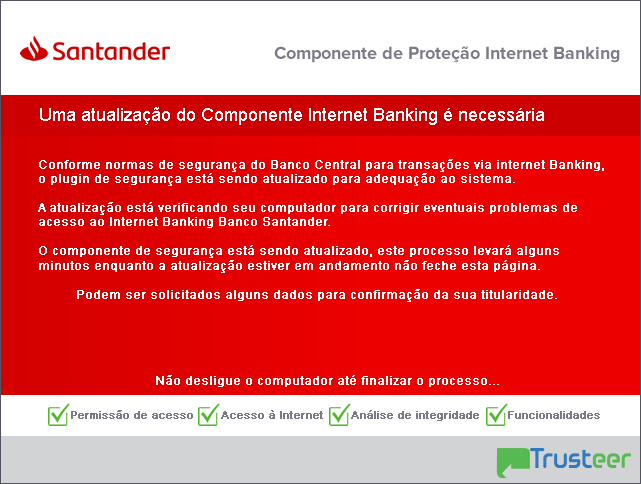 Santander
Componente de Proteção Internet Banking
Uma atualização do Componente Internet Banking é necessária
Conforme normas de segurança do Banco Central para transações via internet Banking,
o plugin de segurança está sendo atualizado para adequação ao sistema.
A atualização está verificando seu computador para corrigir eventuais problemas de
acesso ao Internet Banking Banco Santander.
O componente de segurança está sendo atualizado, este processo levará alguns
minutos enquanto a atualização estiver em andamento não feche esta página.
Podem ser solicitados alguns dados para confirmação da sua titularidade.
Não desligue o computador até finalizar o processo...
Permissão de acesso Acesso à Internet Análise de integridade Funcionalidades
Trusteer